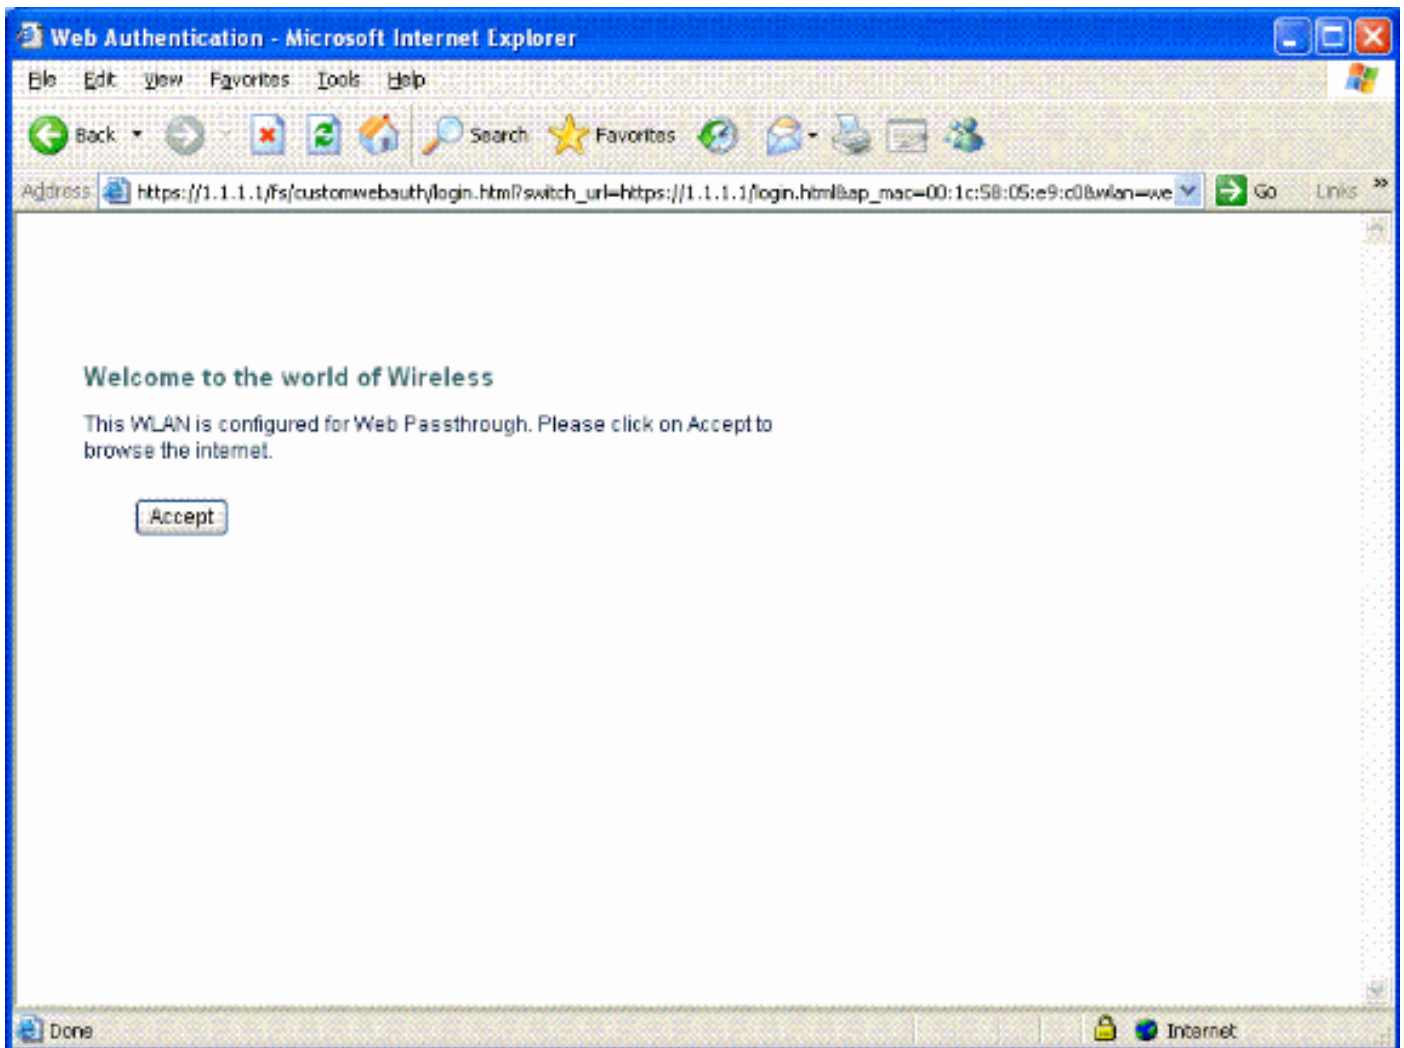 Web Authentication - Microsoft Internet Explorer
File Edit View Favorites Tools Help
Back Search Favorites
Address https://1.1.1.1/fs/customwebauth/login.html?switch_url=https://1.1.1.1/login.html&ap_mac=00:1c:58:05:e9:c0&wlan=we Go Links »
Welcome to the world of Wireless
This WLAN is configured for Web Passthrough. Please click on Accept to
browse the internet.
Accept
Done Internet